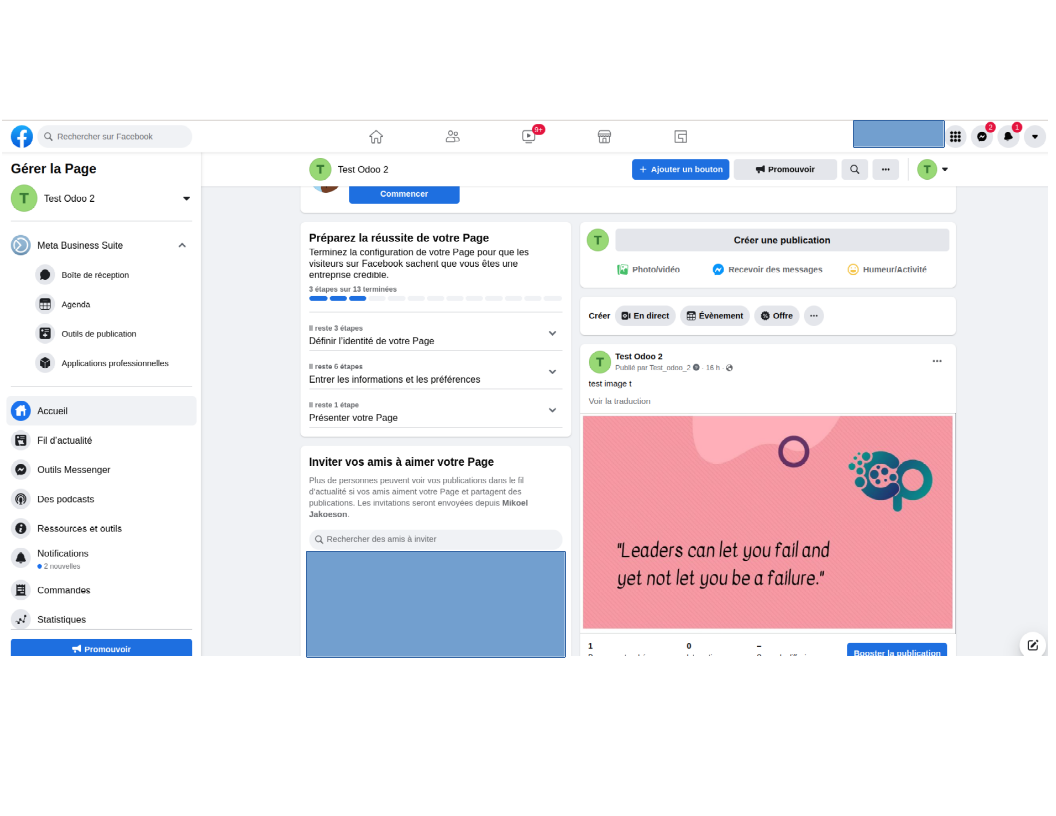 Rechercher sur Facebook
9+
2
1
Gérer la Page
T
Test Odoo 2
Meta Business Suite
Boîte de réception
Agenda
Outils de publication
Applications professionnelles
Accueil
Fil d'actualité
Outils Messenger
Des podcasts
Ressources et outils
Notifications
2 nouvelles
Commandes
Statistiques
Promouvoir
T
Test Odoo 2
+ Ajouter un bouton
Promouvoir
T
Commencer
Préparez la réussite de votre Page
Terminez la configuration de votre Page pour que les
visiteurs sur Facebook sachent que vous êtes une
entreprise crédible.
3 étapes sur 13 terminées
Il reste 3 étapes
Définir l'identité de votre Page
Il reste 6 étapes
Entrer les informations et les préférences
Il reste 1 étape
Présenter votre Page
Inviter vos amis à aimer votre Page
Plus de personnes peuvent voir vos publications dans le fil
d'actualité si vos amis aiment votre Page et partagent des
publications. Les invitations seront envoyées depuis Mikoel
Jakoeson.
Rechercher des amis à inviter
T
Créer une publication
Photo/vidéo
Recevoir des messages
Humeur/Activité
Créer
En direct
Évènement
Offre
T
Test Odoo 2
Publié par Test_odoo_2 · 16 h ·
test image t
Voir la traduction
"Leaders can let you fail and
yet not let you be a failure."
1
0
–
Booster la publication